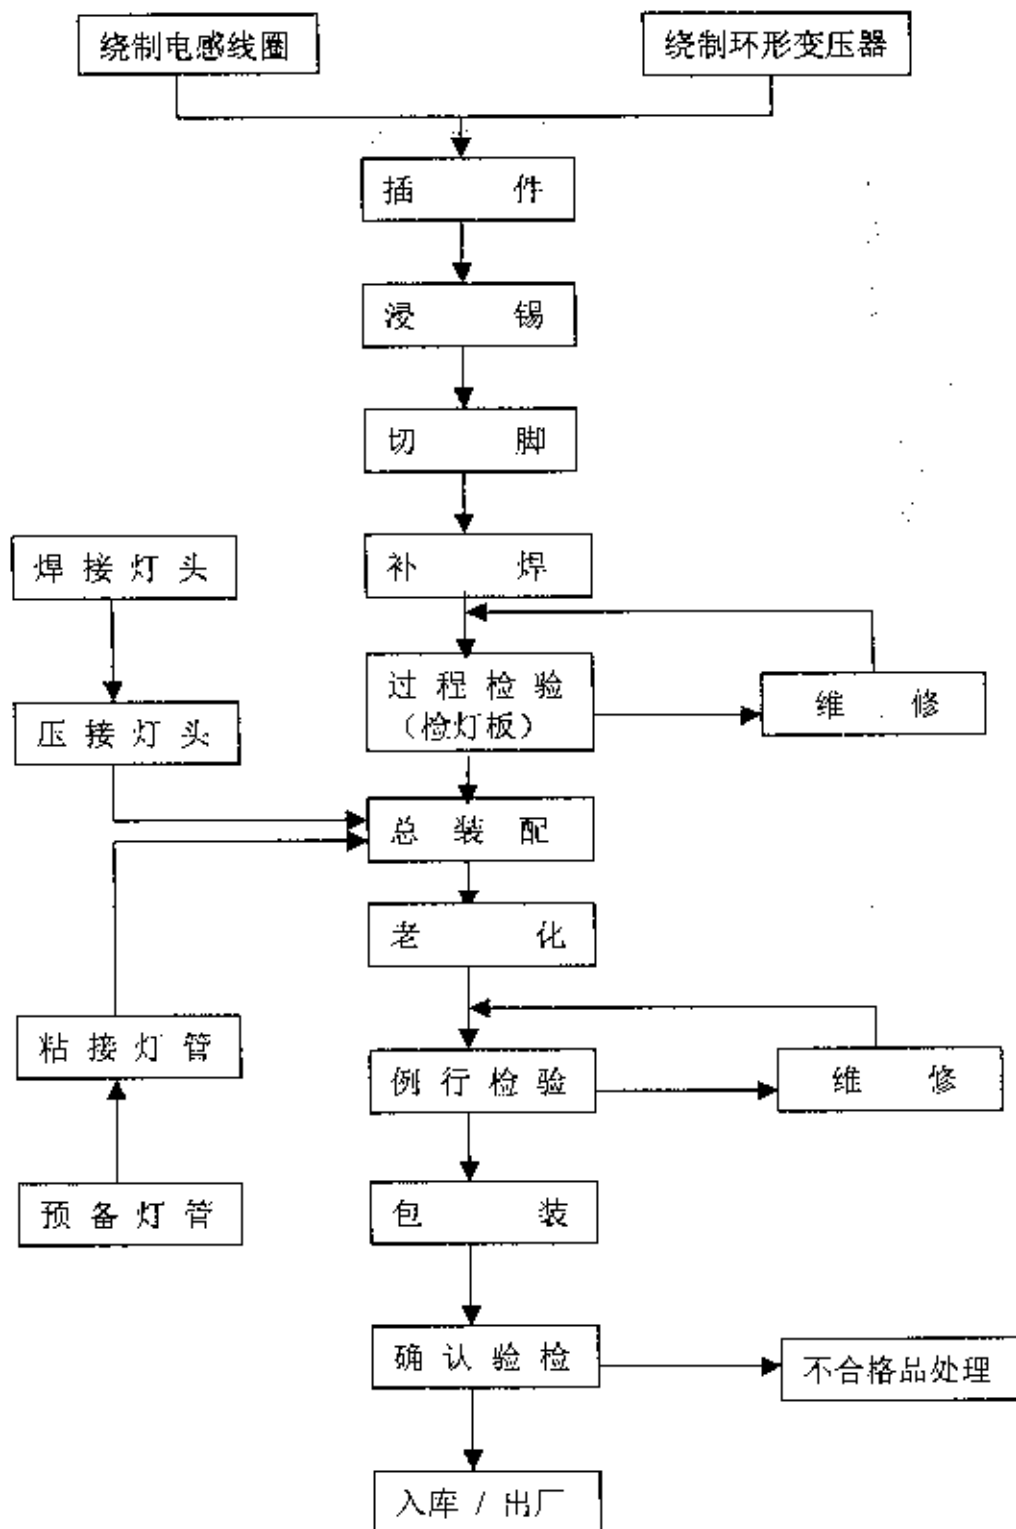 绕制电感线圈
绕制环形变压器
插 件
浸 锡
切 脚
补 焊
焊 接 灯 头
过 程 检 验
（检灯板）
维 修
压 接 灯 头
总 装 配
老 化
粘 接 灯 管
例 行 检 验
维 修
预 备 灯 管
包 装
确 认 验 检
不合格品处理
入库 / 出厂